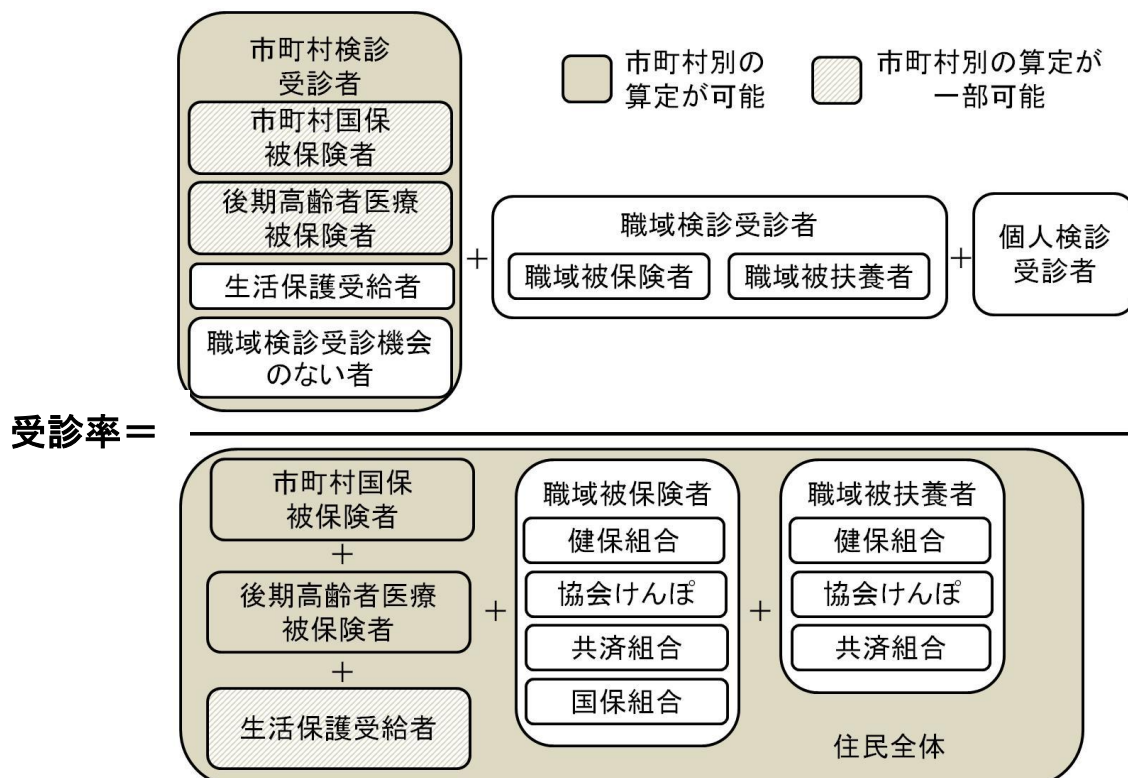 市町村検診
受診者
市町村国保
被保険者
後期高齢者医療
被保険者
生活保護受給者
職域検診受診機会
のない者
+
職域検診受診者
職域被保険者
職域被扶養者
+
個人検診
受診者
市町村別の
算定が可能
市町村別の算定が
一部可能
受診率＝
市町村国保
被保険者
+
後期高齢者医療
被保険者
+
生活保護受給者
+
職域被保険者
健保組合
協会けんぽ
共済組合
国保組合
+
職域被扶養者
健保組合
協会けんぽ
共済組合
住民全体